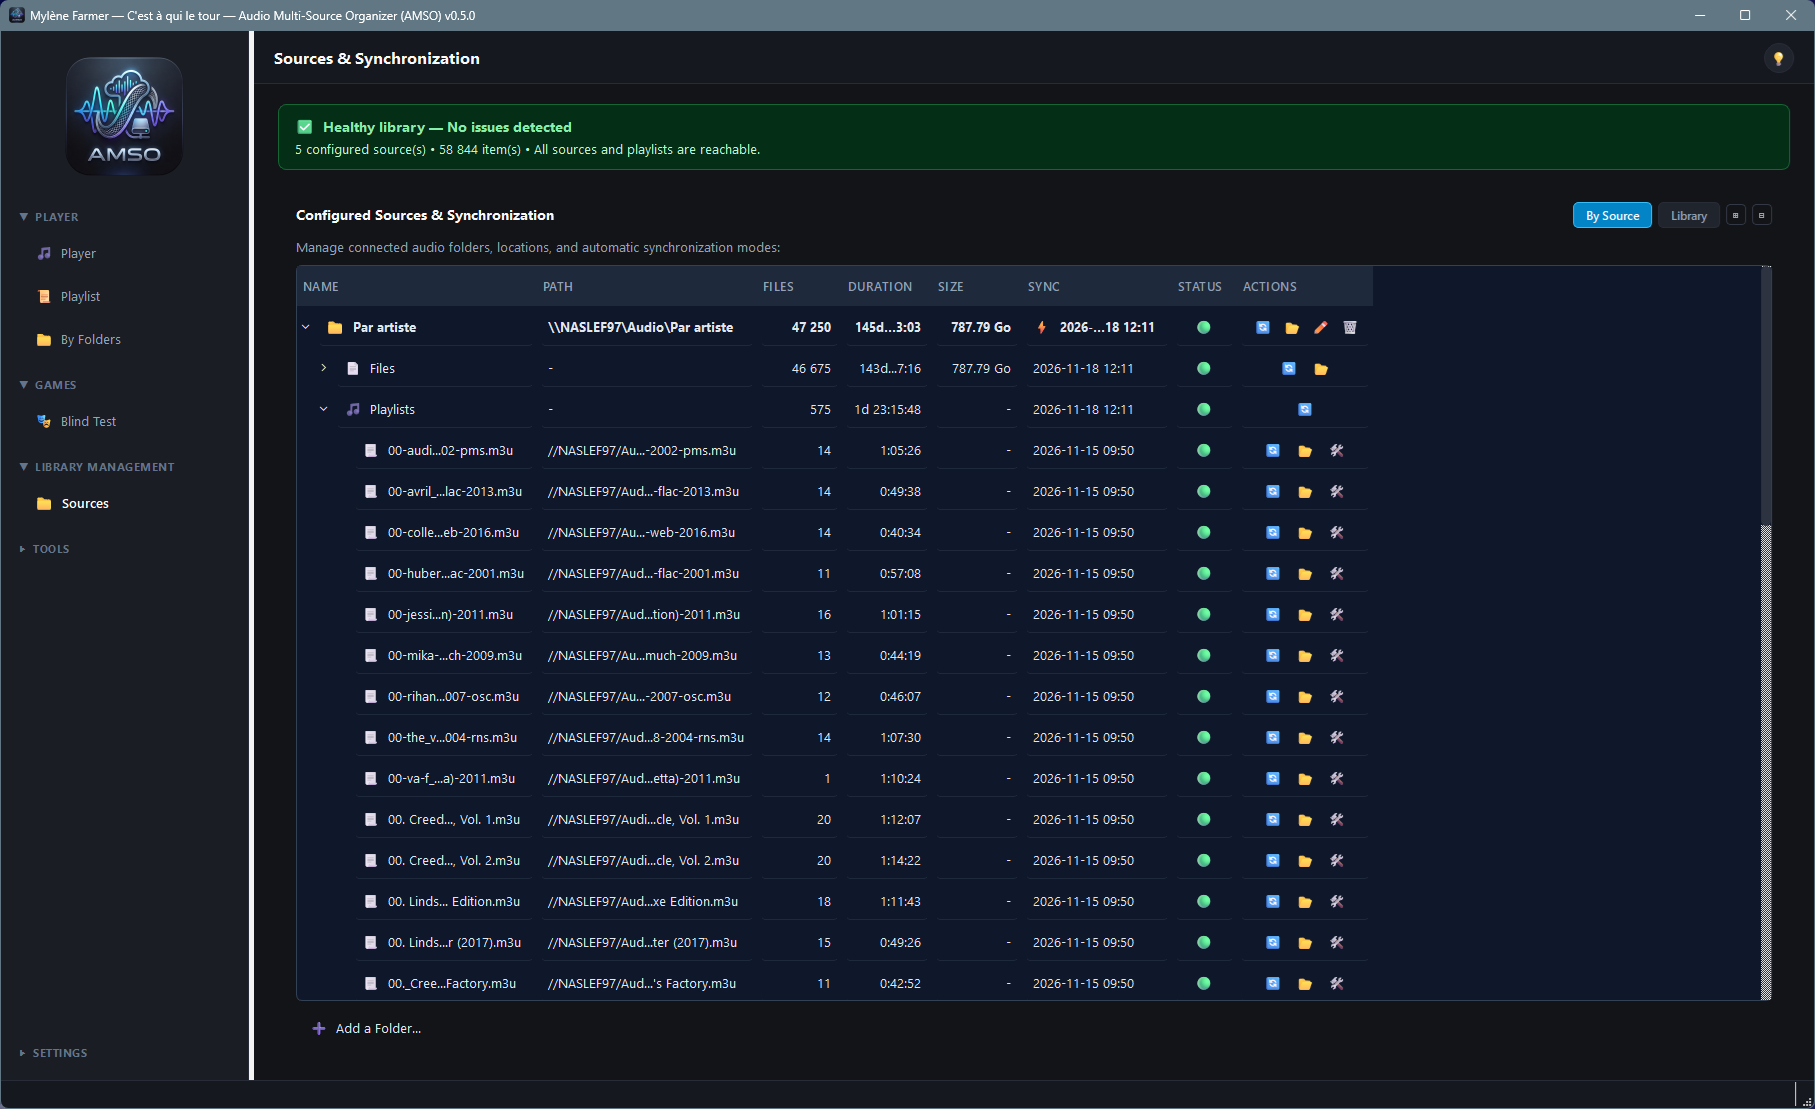 Mylène Farmer — C'est à qui le tour — Audio Multi-Source Organizer (AMSO) v0.5.0
AMSO
PLAYER
Player
Playlist
By Folders
GAMES
Blind Test
LIBRARY MANAGEMENT
Sources
TOOLS
SETTINGS
Sources & Synchronization
Healthy library — No issues detected
5 configured source(s) • 58 844 item(s) • All sources and playlists are reachable.
Configured Sources & Synchronization
By Source Library
Manage connected audio folders, locations, and automatic synchronization modes:
NAME PATH FILES DURATION SIZE SYNC STATUS ACTIONS
Par artiste \\NASLEF97\Audio\Par artiste 47 250 145d...3:03 787.79 Go 2026-...18 12:11
Files - 46 675 143d...7:16 787.79 Go 2026-11-18 12:11
Playlists - 575 1d 23:15:48 - 2026-11-18 12:11
00-audi...02-pms.m3u //NASLEF97/Au...-2002-pms.m3u 14 1:05:26 - 2026-11-15 09:50
00-avril_...lac-2013.m3u //NASLEF97/Aud...-flac-2013.m3u 14 0:49:38 - 2026-11-15 09:50
00-colle...eb-2016.m3u //NASLEF97/Au...-web-2016.m3u 14 0:40:34 - 2026-11-15 09:50
00-huber...ac-2001.m3u //NASLEF97/Aud...-flac-2001.m3u 11 0:57:08 - 2026-11-15 09:50
00-jessi...n)-2011.m3u //NASLEF97/Aud...tion)-2011.m3u 16 1:01:15 - 2026-11-15 09:50
00-mika-...ch-2009.m3u //NASLEF97/Au...much-2009.m3u 13 0:44:19 - 2026-11-15 09:50
00-rihan...007-osc.m3u //NASLEF97/Au...-2007-osc.m3u 12 0:46:07 - 2026-11-15 09:50
00-the_v...004-rns.m3u //NASLEF97/Aud...8-2004-rns.m3u 14 1:07:30 - 2026-11-15 09:50
00-va-f_...a)-2011.m3u //NASLEF97/Aud...etta)-2011.m3u 1 1:10:24 - 2026-11-15 09:50
00. Creed..., Vol. 1.m3u //NASLEF97/Audi...cle, Vol. 1.m3u 20 1:12:07 - 2026-11-15 09:50
00. Creed..., Vol. 2.m3u //NASLEF97/Audi...cle, Vol. 2.m3u 20 1:14:22 - 2026-11-15 09:50
00. Linds... Edition.m3u //NASLEF97/Aud...xe Edition.m3u 18 1:11:43 - 2026-11-15 09:50
00. Linds...r (2017).m3u //NASLEF97/Aud...ter (2017).m3u 15 0:49:26 - 2026-11-15 09:50
00._Cree...Factory.m3u //NASLEF97/Aud...'s Factory.m3u 11 0:42:52 - 2026-11-15 09:50
Add a Folder...